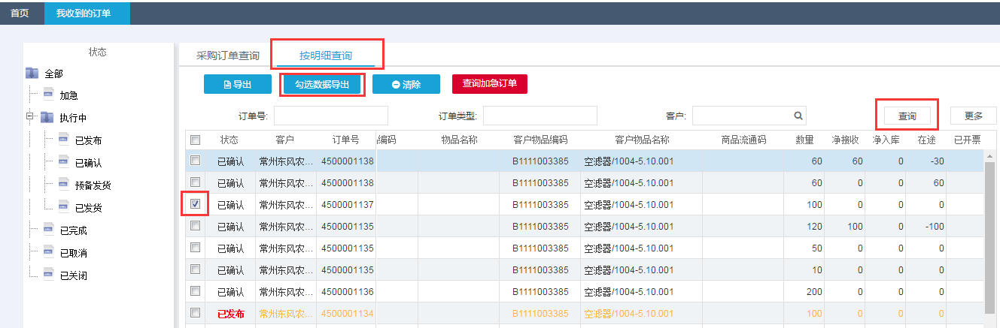 首页 我收到的订单
状态
全部
加急
执行中
已发布
已确认
预备发货
已发货
已完成
已取消
已关闭
采购订单查询 按明细查询
导出 勾选数据导出 清除 查询加急订单
订单号: 订单类型: 客户: 查询 更多
状态 客户 订单号 编码 物品名称 客户物品编码 客户物品名称 商品流通码 数量 净接收 净入库 在途 已开票
已确认 常州东风农... 4500001138 B1111003385 空滤器/1004-5.10.001 60 60 0 -30
已确认 常州东风农... 4500001138 B1111003385 空滤器/1004-5.10.001 60 0 0 60
已确认 常州东风农... 4500001137 B1111003385 空滤器/1004-5.10.001 100 0 0 0
已确认 常州东风农... 4500001135 B1111003385 空滤器/1004-5.10.001 120 100 0 -100
已确认 常州东风农... 4500001135 B1111003385 空滤器/1004-5.10.001 50 0 0 0
已确认 常州东风农... 4500001135 B1111003385 空滤器/1004-5.10.001 10 0 0 0
已确认 常州东风农... 4500001136 B1111003385 空滤器/1004-5.10.001 200 0 0 0
已发布 常州东风农... 4500001134 B1111003385 空滤器/1004-5.10.001 100 0 0 0